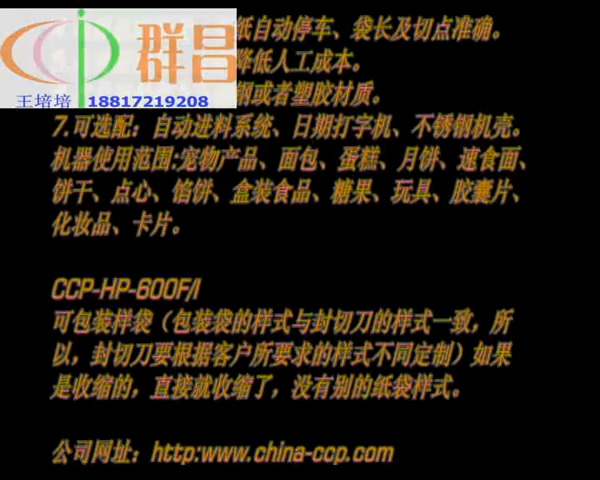 群昌
王培培 18817219208
纸自动停车、袋长及切点准确。
降低人工成本。
钢或者塑胶材质。
7.可选配：自动进料系统、日期打字机、不锈钢机壳。
机器使用范围:宠物产品、面包、蛋糕、月饼、速食面、
饼干、点心、馅饼、盒装食品、糖果、玩具、胶囊片、
化妆品、卡片。
CCP-HP-600F/I
可包装样袋（包装袋的样式与封切刀的样式一致，所
以，封切刀要根据客户所要求的样式不同定制）如果
是收缩的，直接就收缩了，没有别的纸袋样式。
公司网址：http:www.china-ccp.com